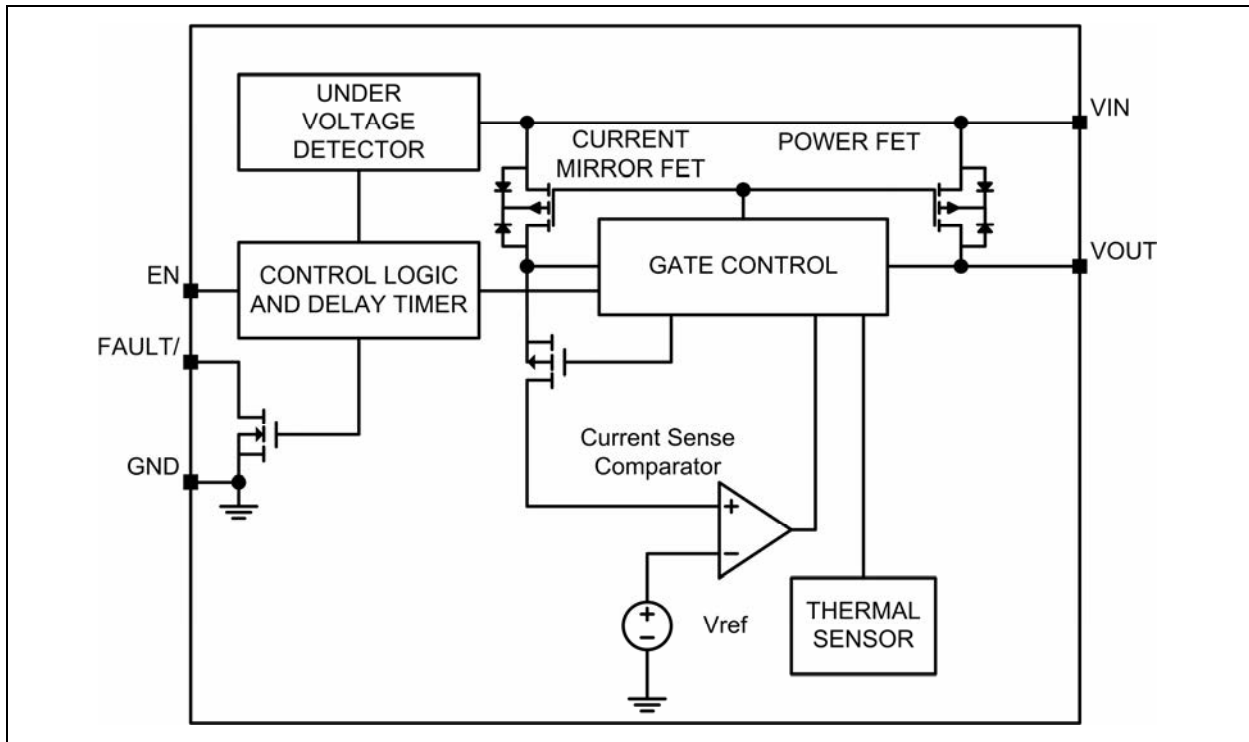 UNDER
VOLTAGE
DETECTOR
VIN
CURRENT
MIRROR FET
POWER FET
EN
CONTROL LOGIC
AND DELAY TIMER
GATE CONTROL
VOUT
FAULT/
GND
Current Sense
Comparator
+
−
+
−
Vref
THERMAL
SENSOR